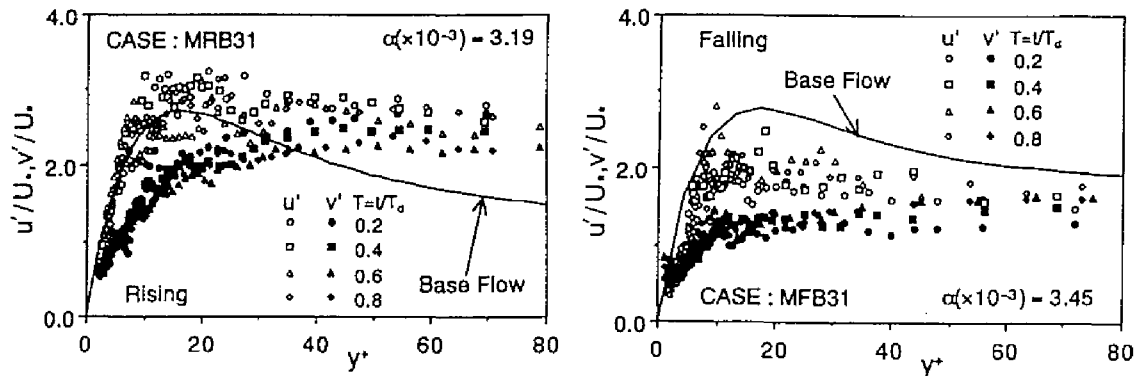 CASE : MRB31
α(×10⁻³) = 3.19
u'/U*, v'/U*
4.0
2.0
0.0
u' v' T=t/Td
0.2
0.4
0.6
0.8
Base Flow
Rising
0 20 40 60 80
y+
Falling
u' v' T=t/Td
0.2
0.4
0.6
0.8
Base Flow
u'/U*, v'/U*
4.0
2.0
0.0
CASE : MFB31
α(×10⁻³) = 3.45
0 20 40 60 80
y+